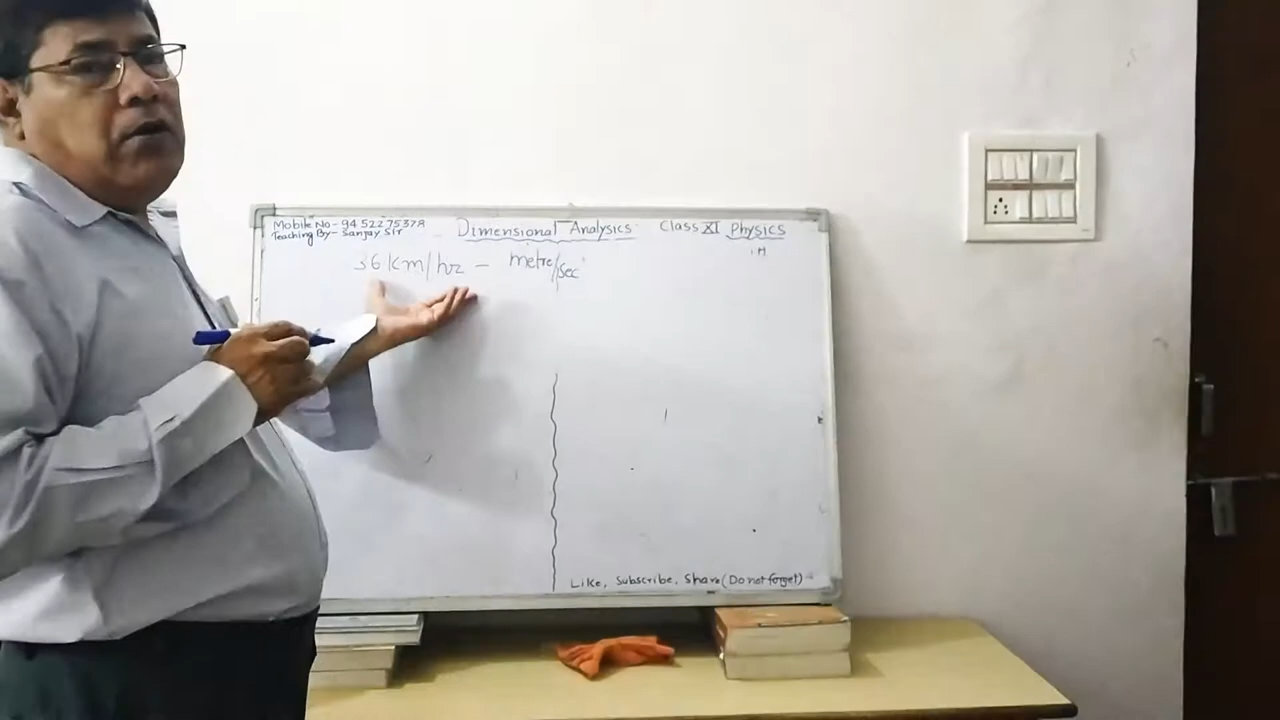 Mobile No - 9452275378
Teaching By - Sanjay Sir
Dimensional Analysics
Class XI Physics
36 Km/hr - metre/sec
Like, Subscribe, Share (Do not forget)